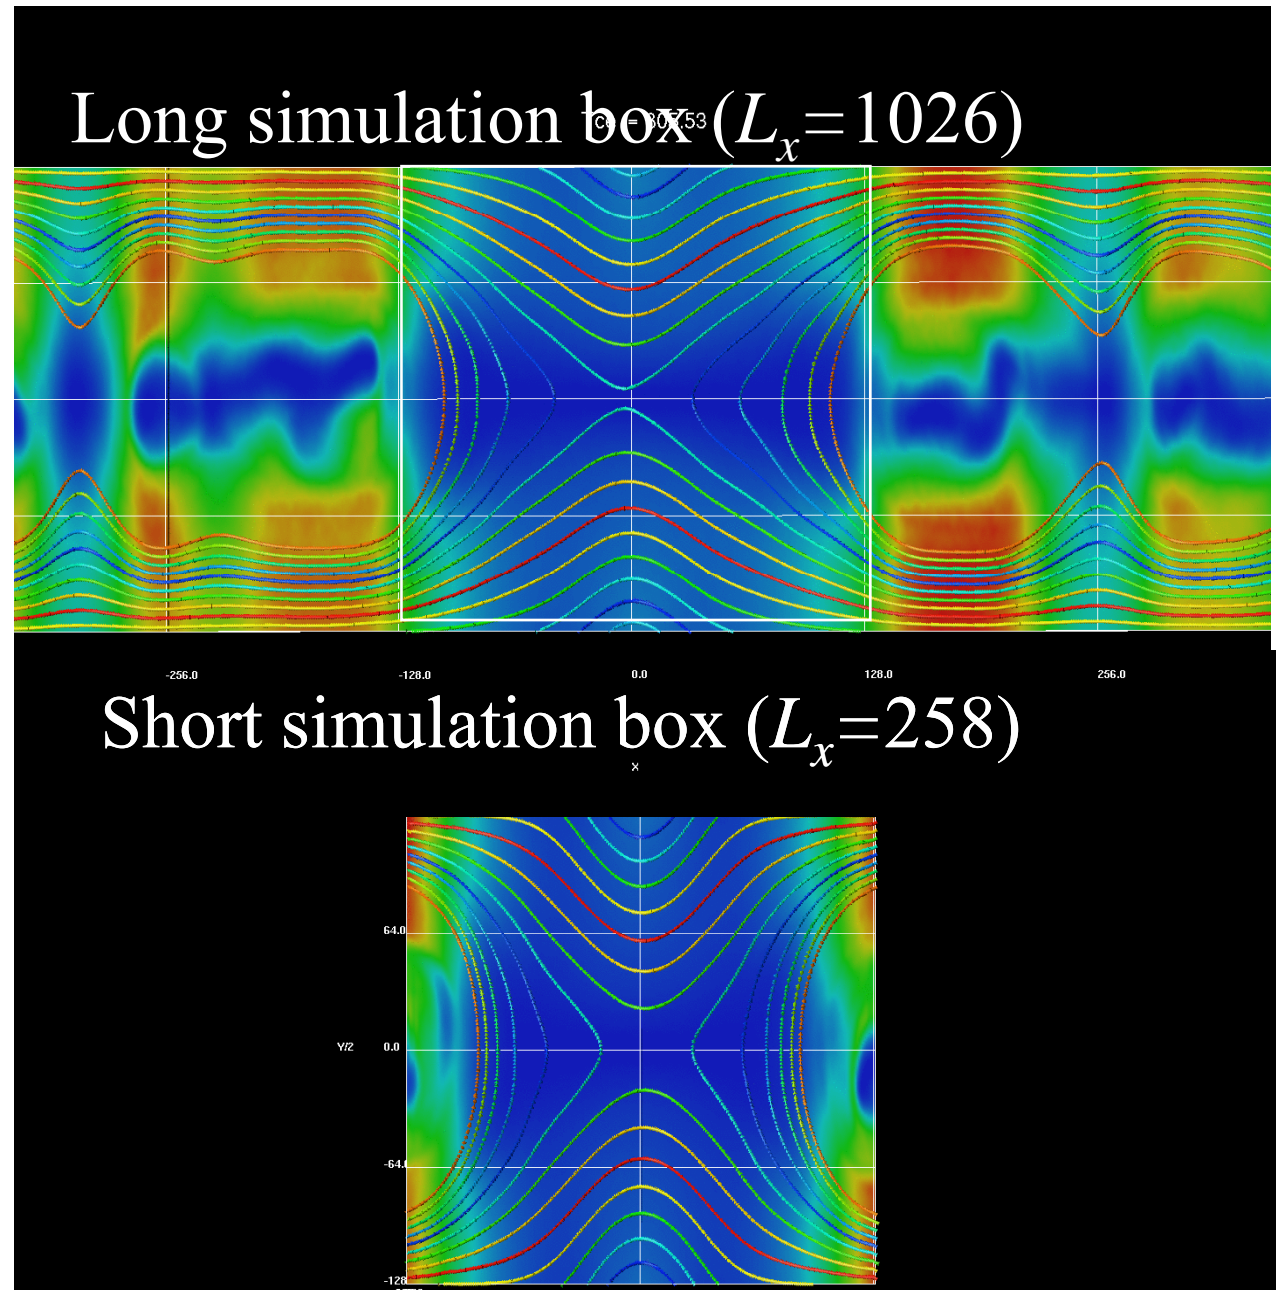 Long simulation box (Lx=1026)
-256.0 -128.0 0.0 128.0 256.0
Short simulation box (Lx=258)
x
64.0
Y/2 0.0
-64.0
-128